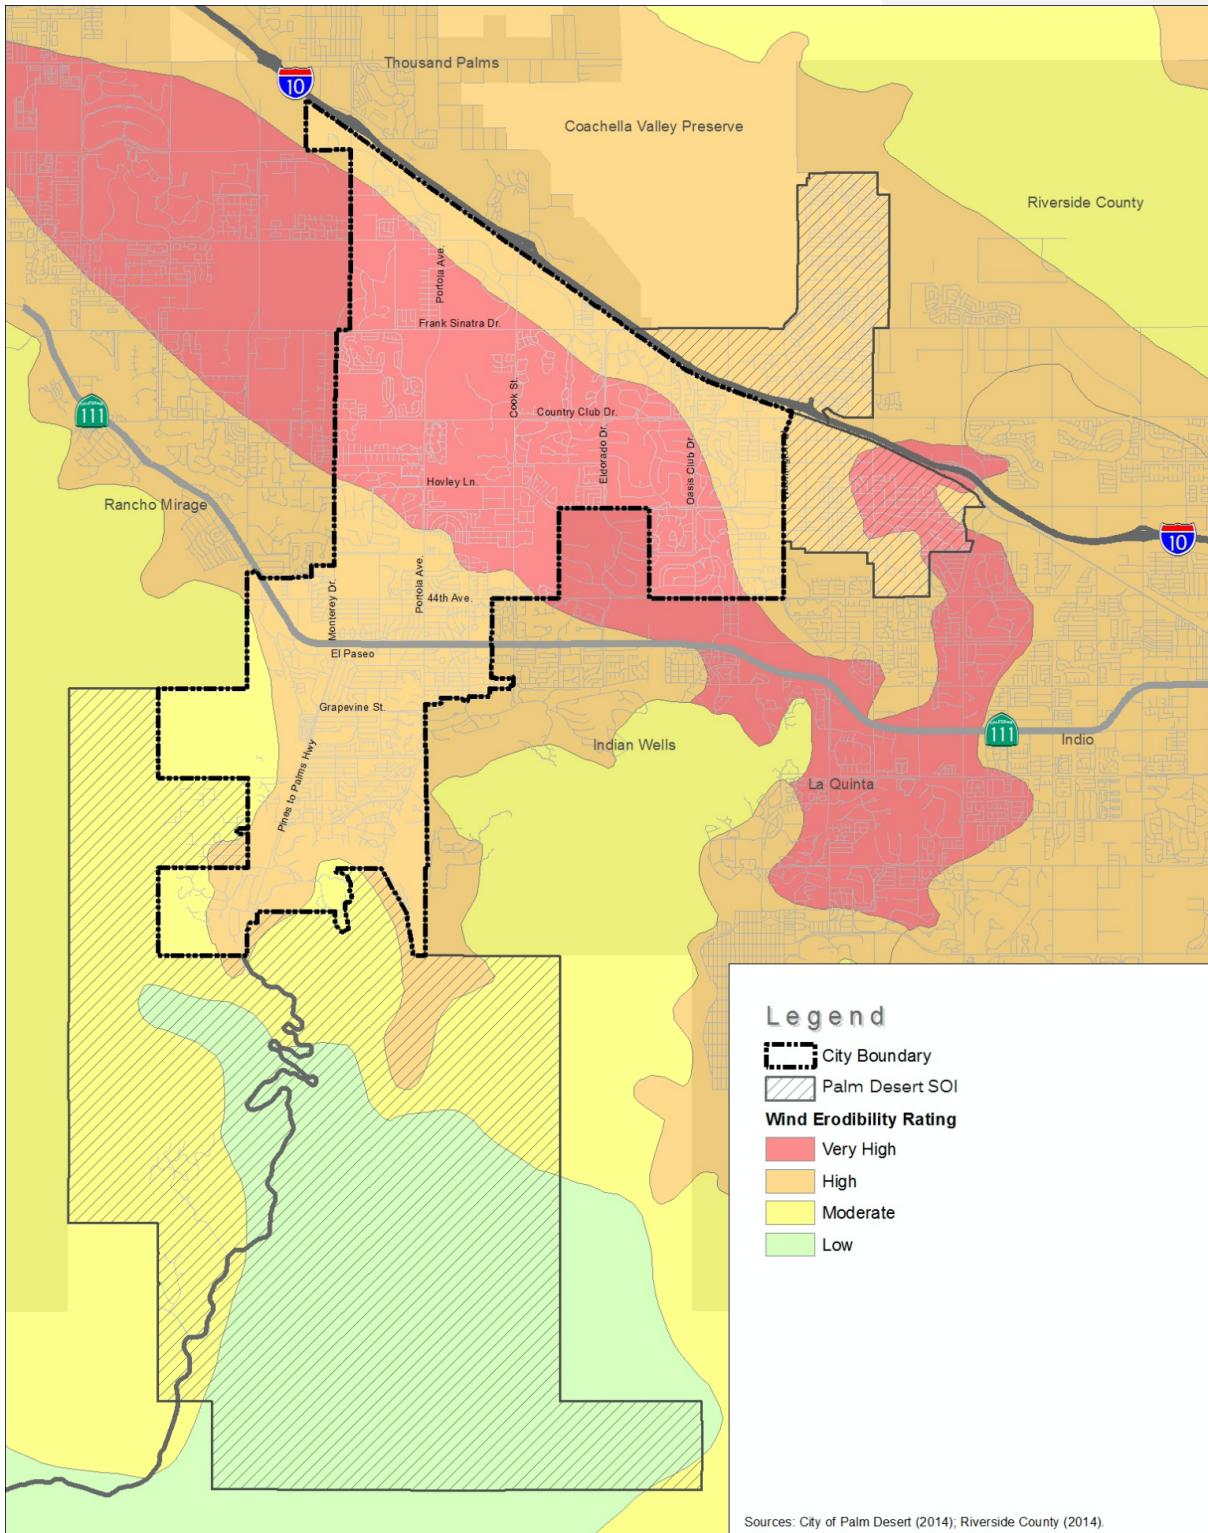 10
Thousand Palms
Coachella Valley Preserve
Riverside County
Portola Ave.
Frank Sinatra Dr.
111
Cook St.
Country Club Dr.
Eldorado Dr.
Oasis Club Dr.
Hovley Ln.
Rancho Mirage
10
Monterey Dr.
Portola Ave.
44th Ave.
El Paseo
Grapevine St.
Pines to Palms Hwy
Indian Wells
CALIFORNIA
111
Indio
La Quinta
Legend
City Boundary
Palm Desert SOI
Wind Erodibility Rating
Very High
High
Moderate
Low
Sources: City of Palm Desert (2014); Riverside County (2014).